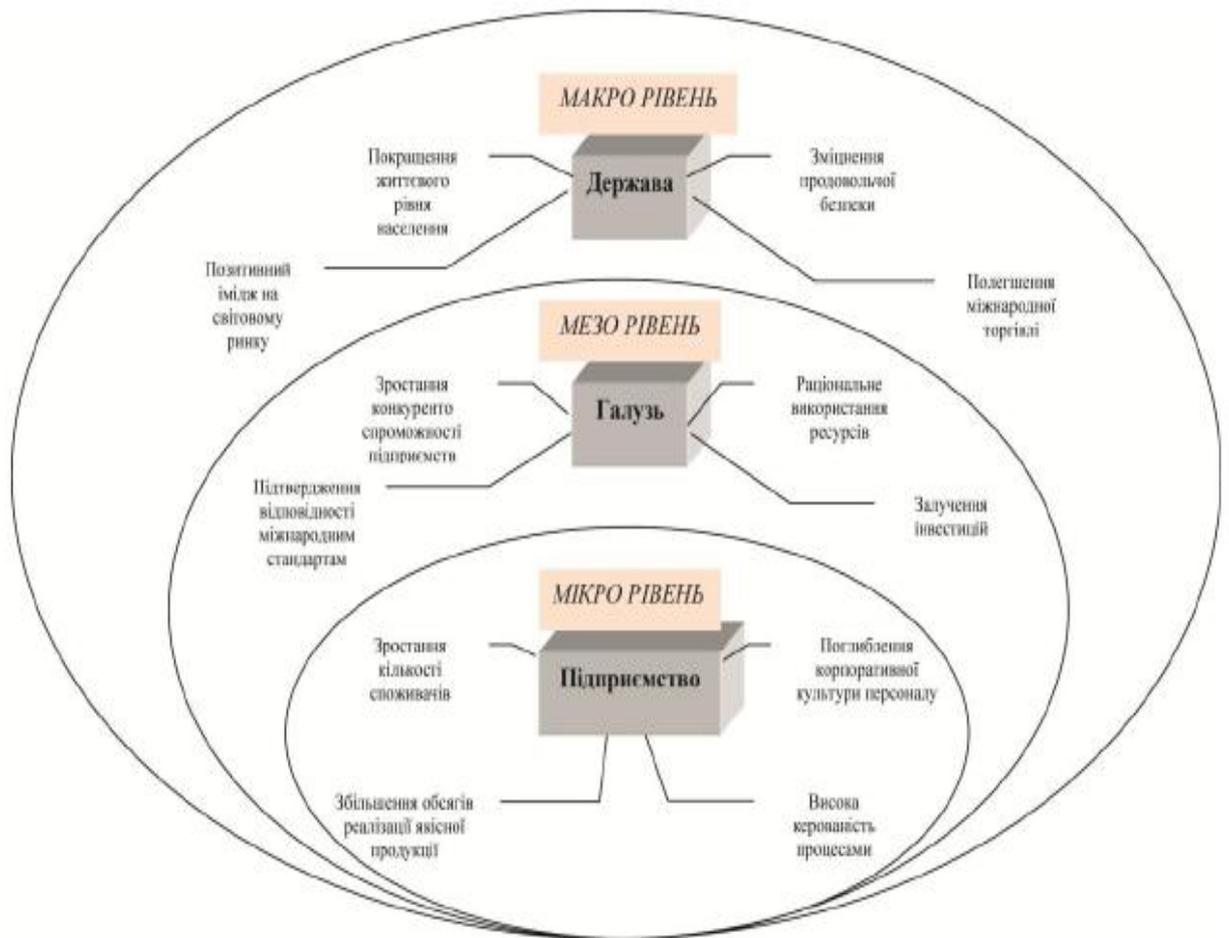 МАКРО РІВЕНЬ
Держава
Покращення
життєвого
рівня
населення
Зміцнення
продовольчої
безпеки
Позитивний
імідж на
світовому
ринку
Полегшення
міжнародної
торгівлі
МЕЗО РІВЕНЬ
Галузь
Зростання
конкуренто
спроможності
підприємств
Раціональне
використання
ресурсів
Підтвердження
відповідності
міжнародним
стандартам
Залучення
інвестицій
МІКРО РІВЕНЬ
Підприємство
Зростання
кількості
споживачів
Поглиблення
корпоративної
культури персоналу
Збільшення обсягів
реалізації якісної
продукції
Висока
керованість
процесами